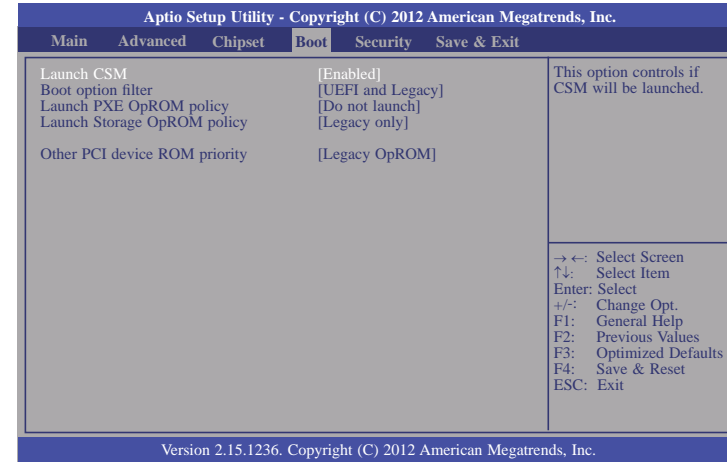 Aptio Setup Utility - Copyright (C) 2012 American Megatrends, Inc.
Main Advanced Chipset Boot Security Save & Exit
Launch CSM [Enabled]
Boot option filter [UEFI and Legacy]
Launch PXE OpROM policy [Do not launch]
Launch Storage OpROM policy [Legacy only]
Other PCI device ROM priority [Legacy OpROM]
This option controls if
CSM will be launched.
→ ←: Select Screen
↑↓: Select Item
Enter: Select
+/-: Change Opt.
F1: General Help
F2: Previous Values
F3: Optimized Defaults
F4: Save & Reset
ESC: Exit
Version 2.15.1236. Copyright (C) 2012 American Megatrends, Inc.